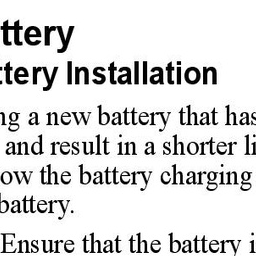 ttery
ttery Installation
ng a new battery that has
and result in a shorter li
ow the battery charging
battery.
Ensure that the battery i